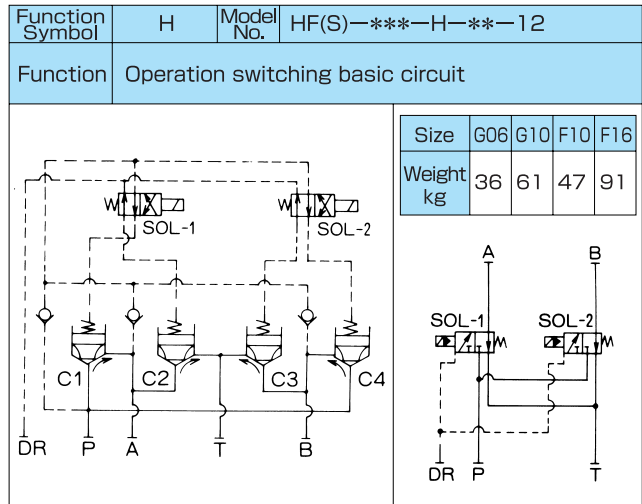 Function Symbol H Model No. HF(S)−***−H−**−12
Function Operation switching basic circuit
Size G06 G10 F10 F16
Weight kg 36 61 47 91
SOL-1 SOL-2
C1 C2 C3 C4
DR P A T B
A B
SOL-1 SOL-2
DR P T